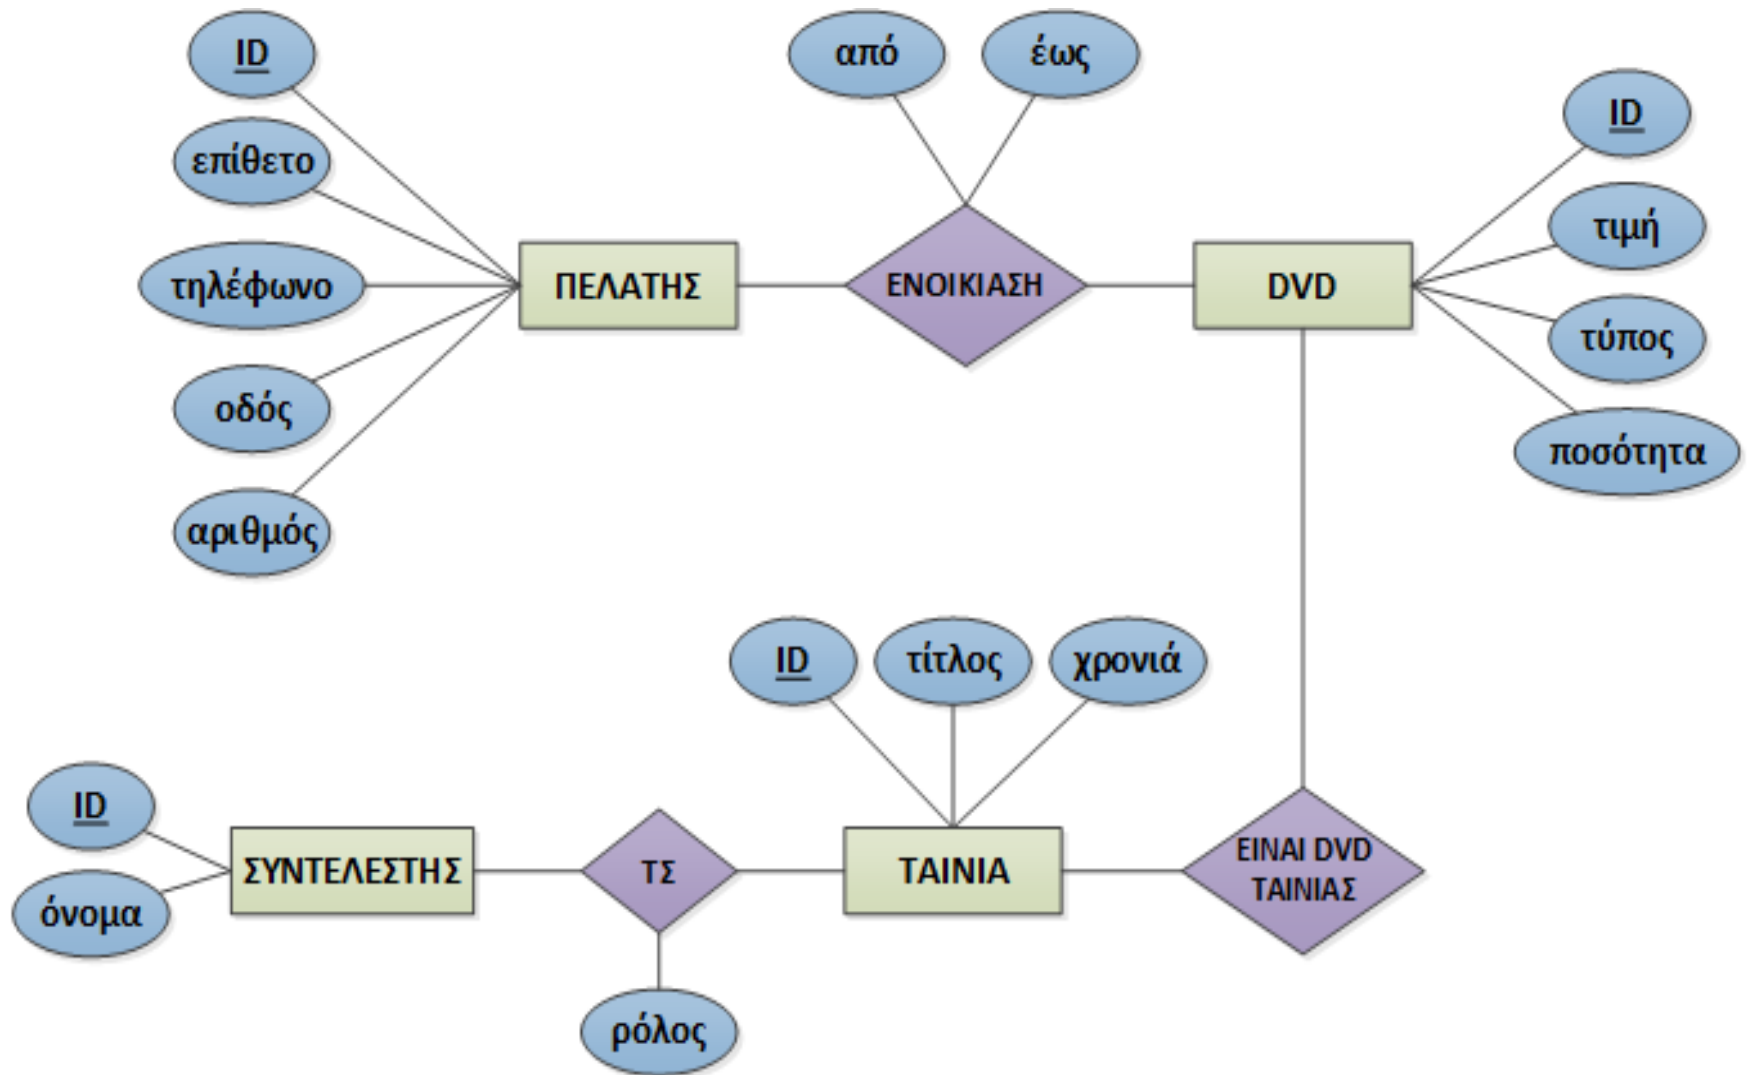 ID
επίθετο
τηλέφωνο
οδός
αριθμός
ΠΕΛΑΤΗΣ
από
έως
ΕΝΟΙΚΙΑΣΗ
DVD
ID
τιμή
τύπος
ποσότητα
ID
τίτλος
χρονιά
ID
όνομα
ΣΥΝΤΕΛΕΣΤΗΣ
ΤΣ
ρόλος
ΤΑΙΝΙΑ
ΕΙΝΑΙ DVD
ΤΑΙΝΙΑΣ